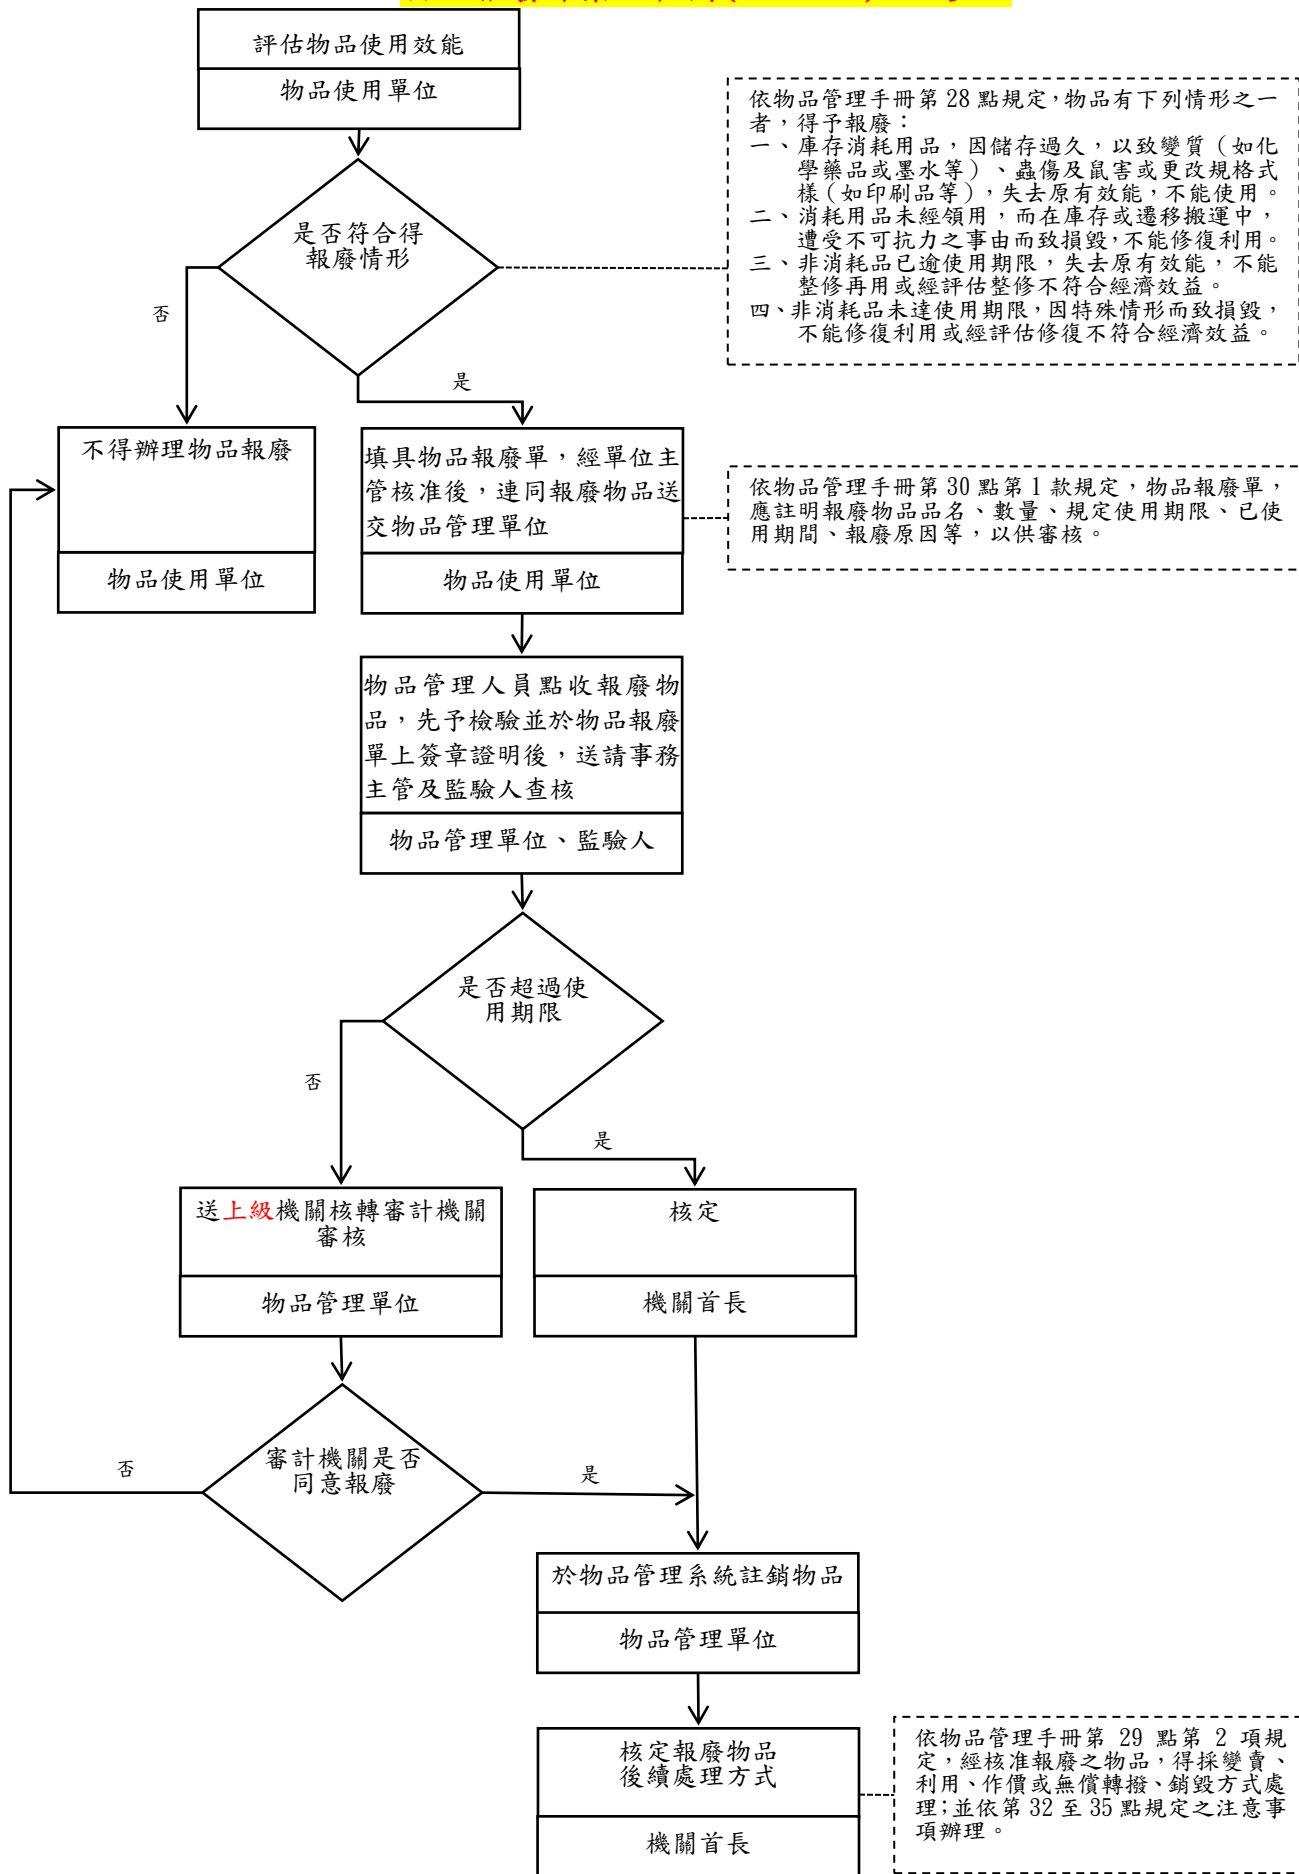 評估物品使用效能
物品使用單位
依物品管理手冊第 28 點規定,物品有下列情形之一
者,得予報廢:
一、庫存消耗用品,因儲存過久,以致變質(如化
學藥品或墨水等)、蟲傷及鼠害或更改規格式
樣(如印刷品等),失去原有效能,不能使用。
二、消耗用品未經領用,而在庫存或遷移搬運中,
遭受不可抗力之事由而致損毀,不能修復利用。
三、非消耗品已逾使用期限,失去原有效能,不能
整修再用或經評估整修不符合經濟效益。
四、非消耗品未達使用期限,因特殊情形而致損毀,
不能修復利用或經評估修復不符合經濟效益。
是否符合得
報廢情形
否
是
不得辦理物品報廢
物品使用單位
填具物品報廢單,經單位主
管核准後,連同報廢物品送
交物品管理單位
物品使用單位
依物品管理手冊第 30 點第 1 款規定,物品報廢單,
應註明報廢物品品名、數量、規定使用期限、已使
用期間、報廢原因等,以供審核。
物品管理人員點收報廢物
品,先予檢驗並於物品報廢
單上簽章證明後,送請事務
主管及監驗人查核
物品管理單位、監驗人
是否超過使
用期限
否
是
送上級機關核轉審計機關
審核
物品管理單位
核定
機關首長
審計機關是否
同意報廢
否
是
於物品管理系統註銷物品
物品管理單位
核定報廢物品
後續處理方式
機關首長
依物品管理手冊第 29 點第 2 項規
定,經核准報廢之物品,得採變賣、
利用、作價或無償轉撥、銷毀方式處
理;並依第 32 至 35 點規定之注意事
項辦理。